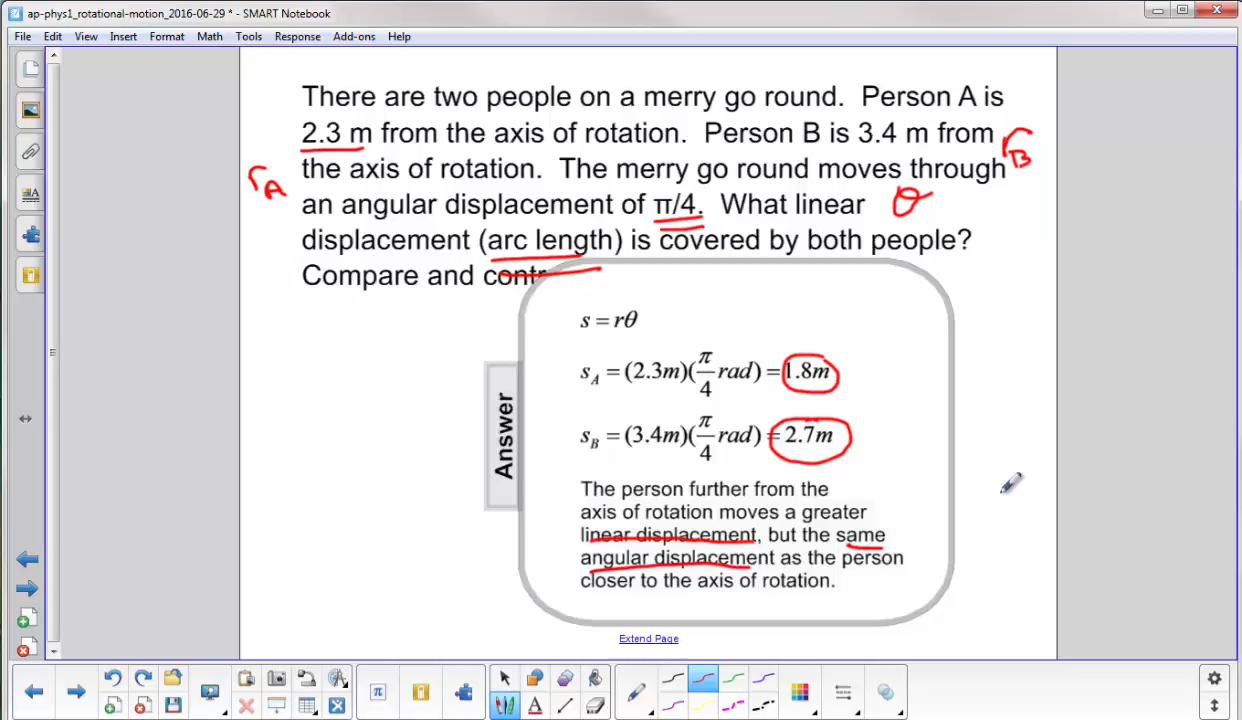 ap-phys1_rotational-motion_2016-06-29 * - SMART Notebook
File Edit View Insert Format Math Tools Response Add-ons Help
There are two people on a merry go round. Person A is
2.3 m from the axis of rotation. Person B is 3.4 m from
rB
the axis of rotation. The merry go round moves through
rA
an angular displacement of π/4. What linear θ
displacement (arc length) is covered by both people?
Compare and contr
Answer
s = rθ
s_A = (2.3m)(π/4 rad) = 1.8m
s_B = (3.4m)(π/4 rad) = 2.7m
The person further from the
axis of rotation moves a greater
linear displacement, but the same
angular displacement as the person
closer to the axis of rotation.
Extend Page